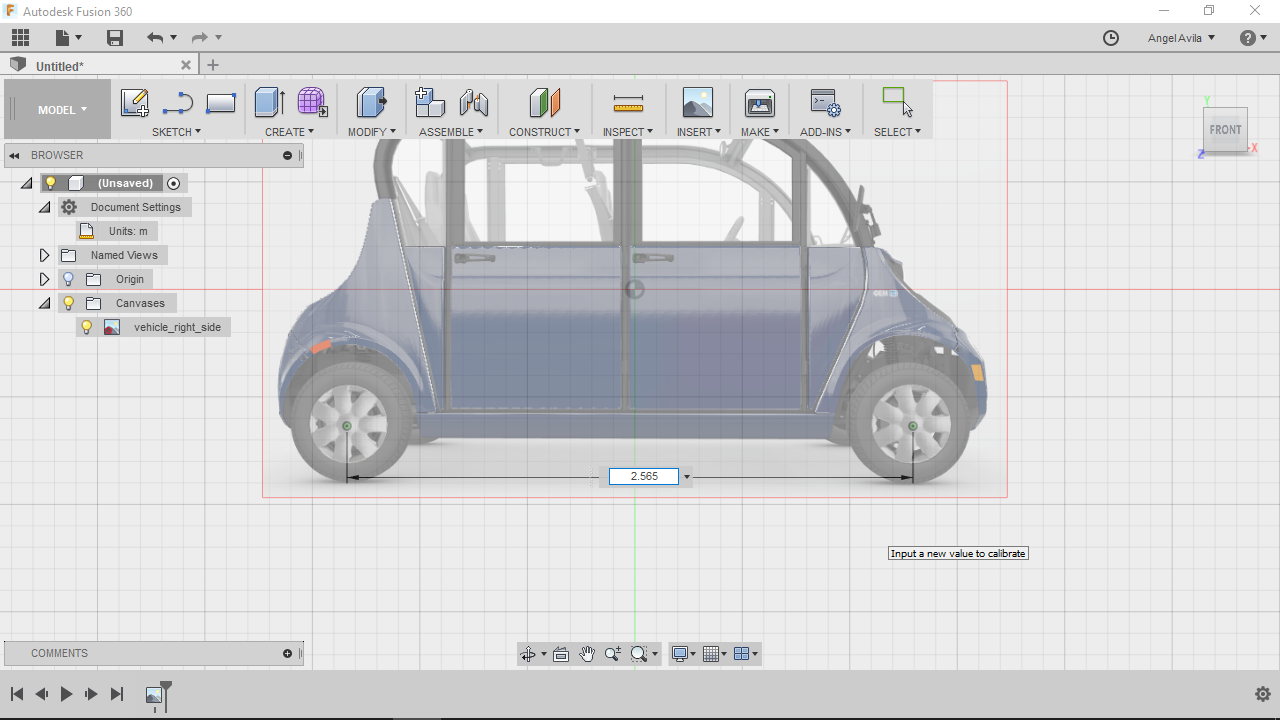 Autodesk Fusion 360
Angel Avila
Untitled*
MODEL
SKETCH
CREATE
MODIFY
ASSEMBLE
CONSTRUCT
INSPECT
INSERT
MAKE
ADD-INS
SELECT
Y
FRONT
Z
X
BROWSER
(Unsaved)
Document Settings
Units: m
Named Views
Origin
Canvases
vehicle_right_side
2.565
Input a new value to calibrate
COMMENTS